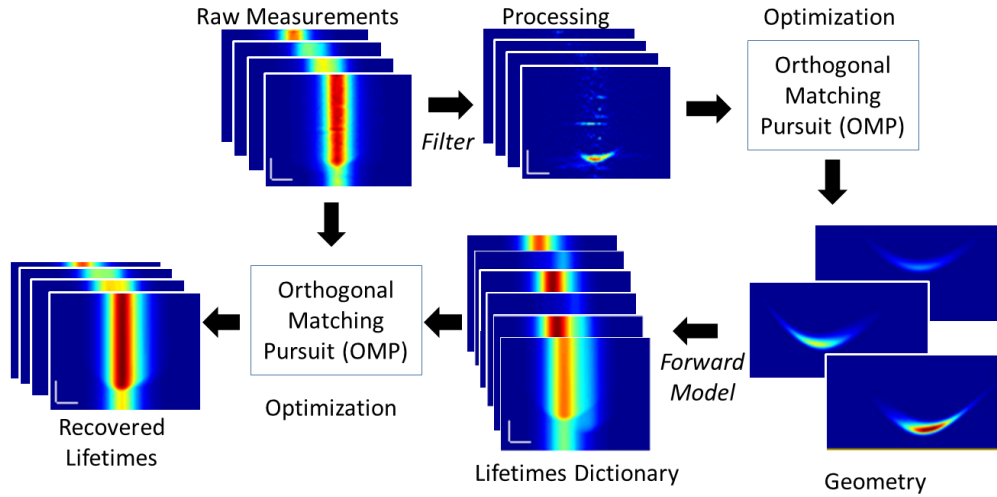 Raw Measurements
Processing
Optimization
Filter
Orthogonal
Matching
Pursuit (OMP)
Orthogonal
Matching
Pursuit (OMP)
Optimization
Forward
Model
Recovered
Lifetimes
Lifetimes Dictionary
Geometry